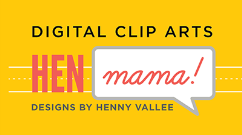 DIGITAL CLIP ARTS
HEN mama!
DESIGNS BY HENNY VALLEE